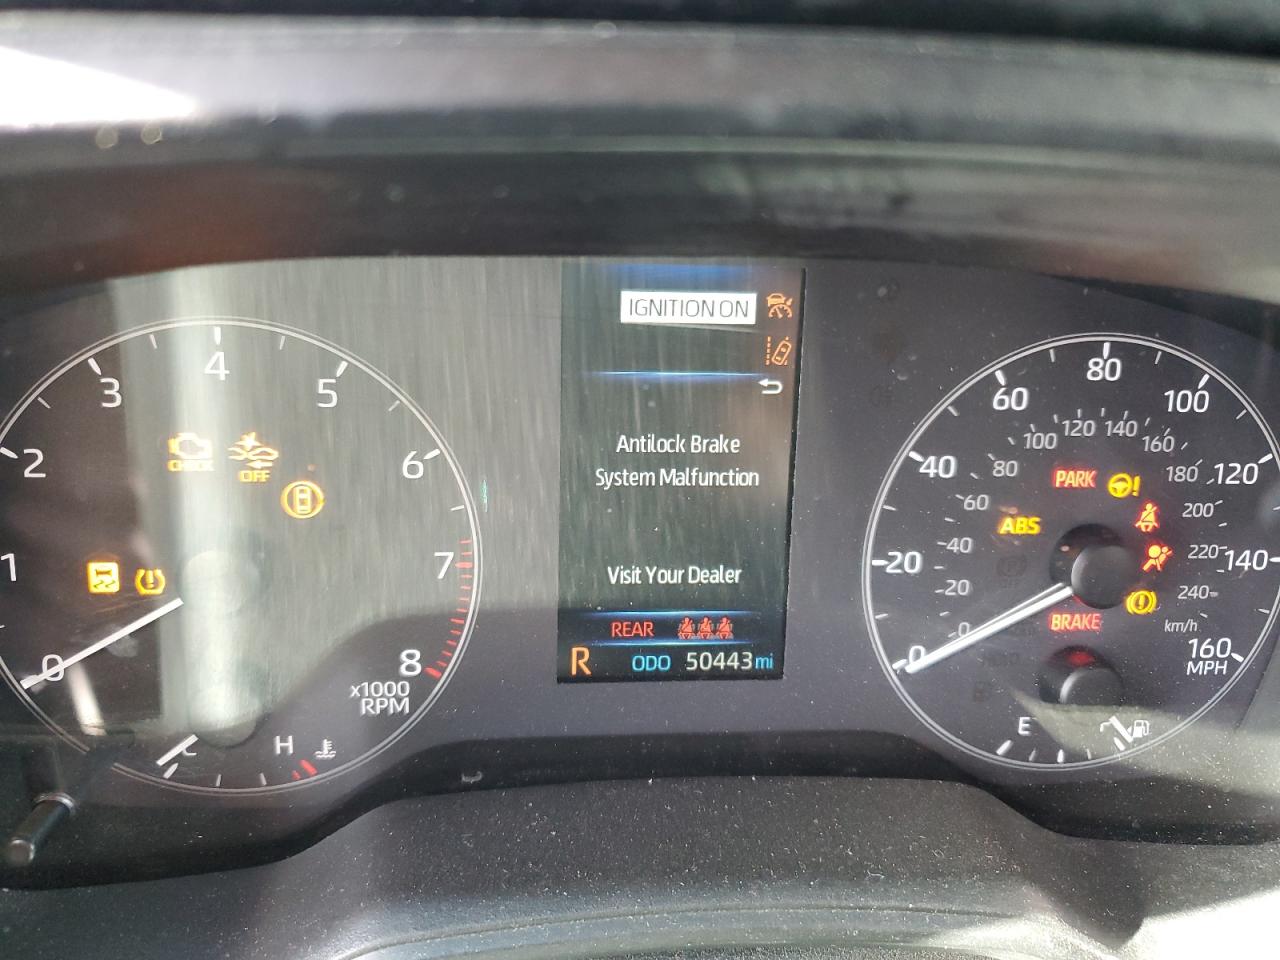 IGNITION ON
Antilock Brake
System Malfunction
Visit Your Dealer
REAR
R ODO 50443 mi
0
1
2
3
4
5
6
7
8
x1000
RPM
CHECK
OFF
H
0
20
40
60
80
100
120
140
160
MPH
0
20
40
60
80
100
120
140
160
180
200
220
240
km/h
PARK
ABS
BRAKE
E